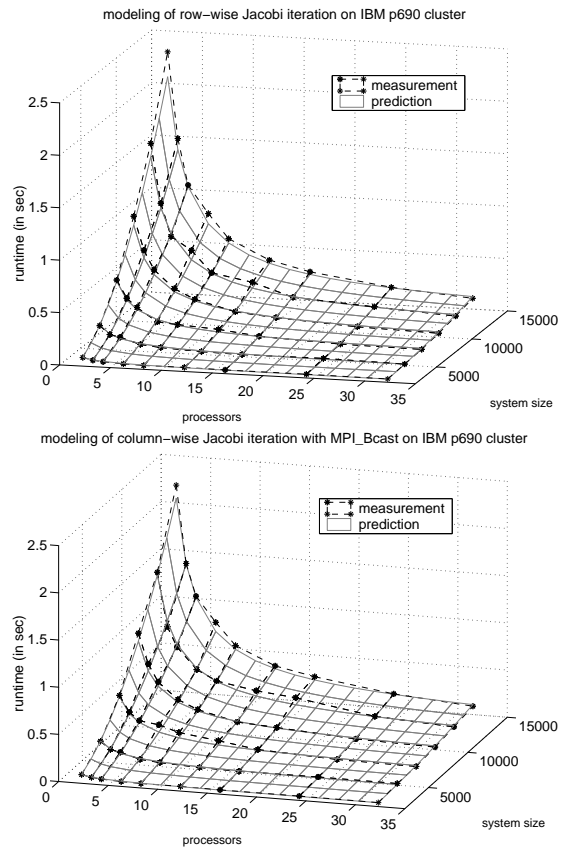 modeling of row−wise Jacobi iteration on IBM p690 cluster
measurement
prediction
2.5
2
1.5
1
0.5
0
runtime (in sec)
0
5
10
15
20
25
30
35
processors
5000
10000
15000
system size
modeling of column−wise Jacobi iteration with MPI_Bcast on IBM p690 cluster
measurement
prediction
2.5
2
1.5
1
0.5
0
runtime (in sec)
0
5
10
15
20
25
30
35
processors
5000
10000
15000
system size